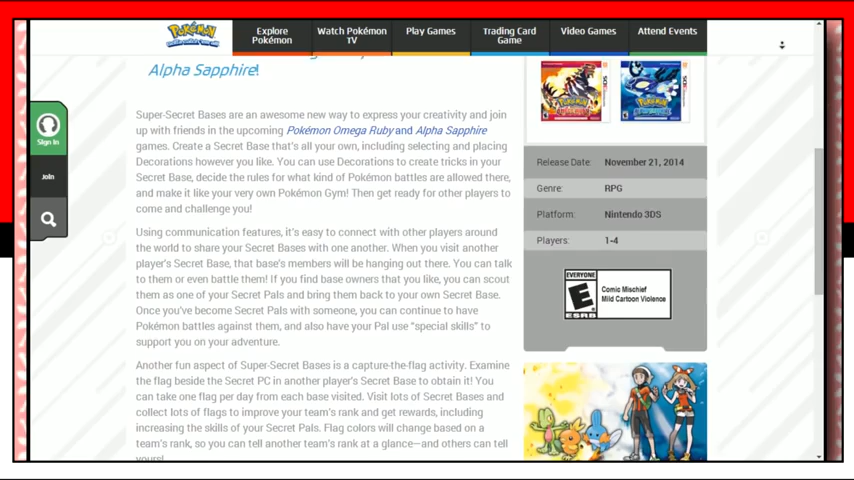 Explore Pokémon
Watch Pokémon TV
Play Games
Trading Card Game
Video Games
Attend Events
Alpha Sapphire!
Sign In
Join
Super-Secret Bases are an awesome new way to express your creativity and join
up with friends in the upcoming Pokémon Omega Ruby and Alpha Sapphire
games. Create a Secret Base that's all your own, including selecting and placing
Decorations however you like. You can use Decorations to create tricks in your
Secret Base, decide the rules for what kind of Pokémon battles are allowed there,
and make it like your very own Pokémon Gym! Then get ready for other players to
come and challenge you!
Using communication features, it's easy to connect with other players around
the world to share your Secret Bases with one another. When you visit another
player's Secret Base, that base's members will be hanging out there. You can talk
to them or even battle them! If you find base owners that you like, you can scout
them as one of your Secret Pals and bring them back to your own Secret Base.
Once you've become Secret Pals with someone, you can continue to have
Pokémon battles against them, and also have your Pal use "special skills" to
support you on your adventure.
Another fun aspect of Super-Secret Bases is a capture-the-flag activity. Examine
the flag beside the Secret PC in another player's Secret Base to obtain it! You
can take one flag per day from each base visited. Visit lots of Secret Bases and
collect lots of flags to improve your team's rank and get rewards, including
increasing the skills of your Secret Pals. Flag colors will change based on a
team's rank, so you can tell another team's rank at a glance—and others can tell
yours!
Release Date: November 21, 2014
Genre: RPG
Platform: Nintendo 3DS
Players: 1-4
EVERYONE
E
ESRB
Comic Mischief
Mild Cartoon Violence